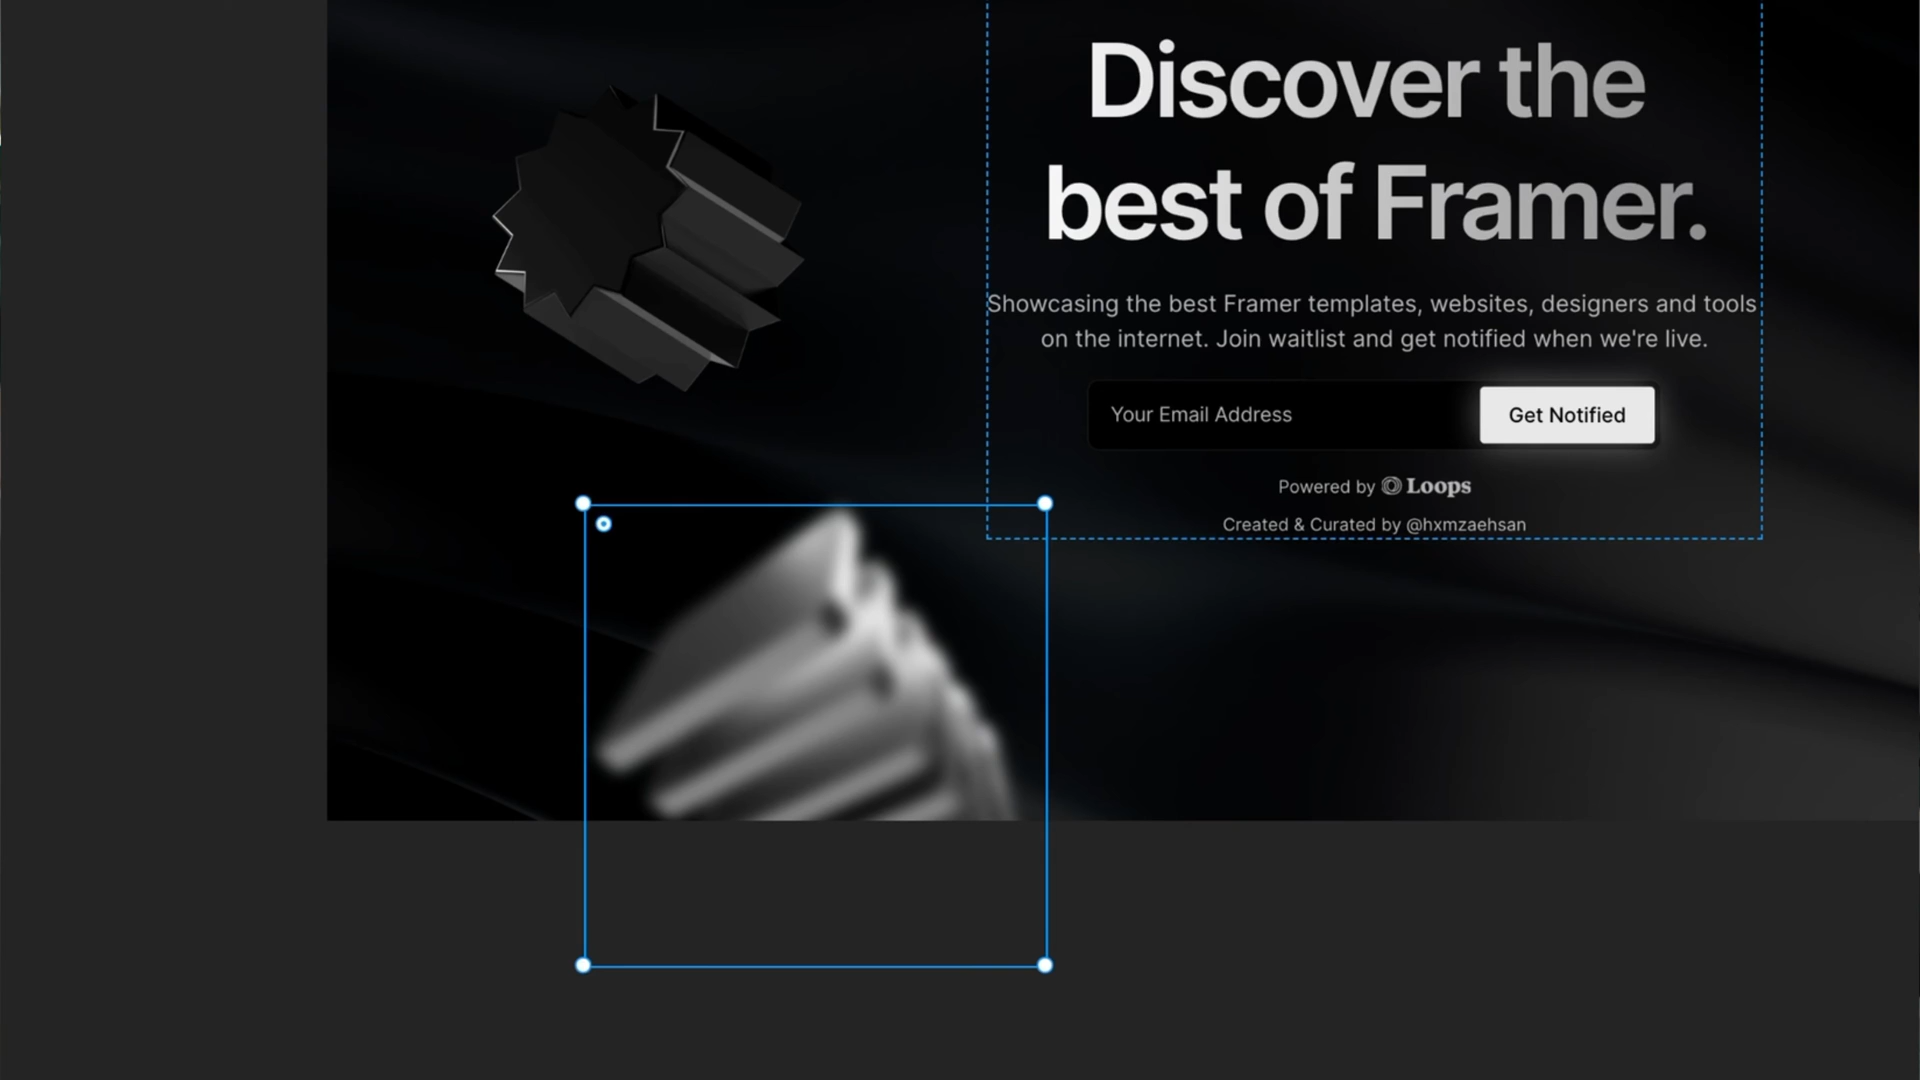 Discover the
best of Framer.
Showcasing the best Framer templates, websites, designers and tools
on the internet. Join waitlist and get notified when we're live.
Your Email Address
Get Notified
Powered by Loops
Created & Curated by @hxmzaehsan